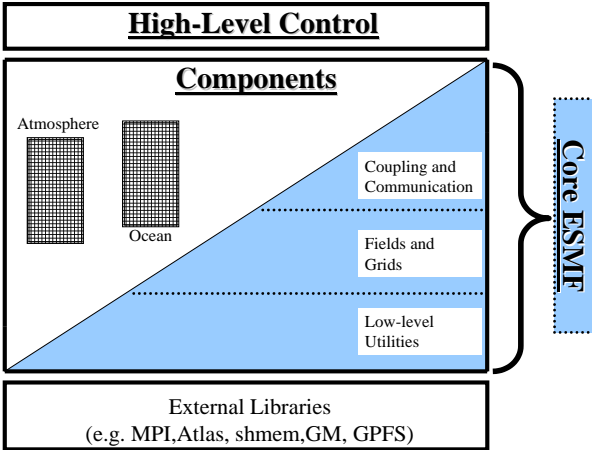 High-Level Control
Components
Atmosphere
Ocean
Coupling and
Communication
Fields and
Grids
Low-level
Utilities
Core ESMF
External Libraries
(e.g. MPI,Atlas, shmem,GM, GPFS)